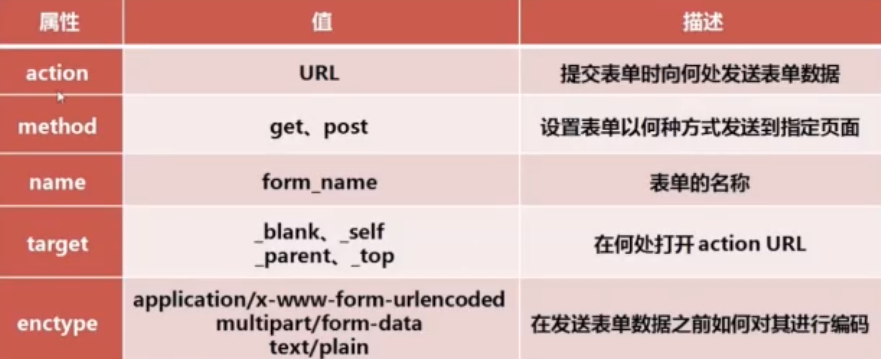 属性 值 描述
action URL 提交表单时向何处发送表单数据
method get、post 设置表单以何种方式发送到指定页面
name form_name 表单的名称
target _blank、_self
_parent、_top 在何处打开 action URL
enctype application/x-www-form-urlencoded
multipart/form-data
text/plain 在发送表单数据之前如何对其进行编码